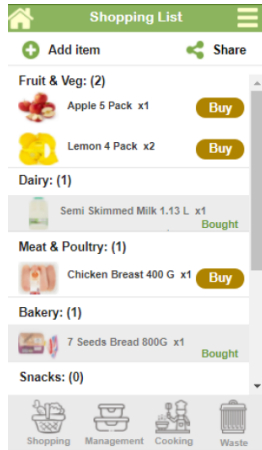 Shopping List
Add item Share
Fruit & Veg: (2)
Apple 5 Pack x1 Buy
Lemon 4 Pack x2 Buy
Dairy: (1)
Semi Skimmed Milk 1.13 L x1
Bought
Meat & Poultry: (1)
Chicken Breast 400 G x1 Buy
Bakery: (1)
7 Seeds Bread 800G x1
Bought
Snacks: (0)
Shopping Management Cooking Waste